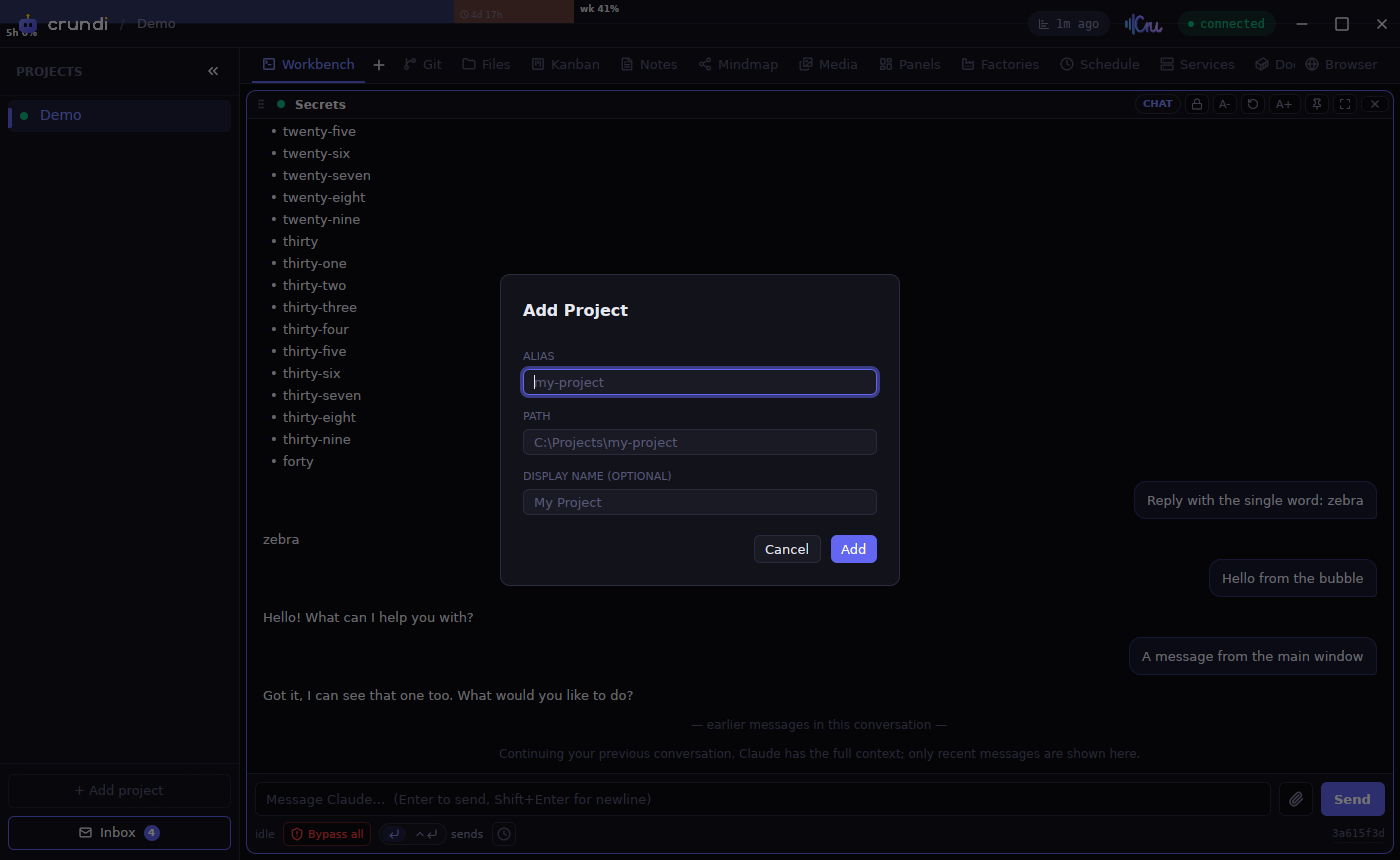 5h 6%
4d 17h
wk 41%
crundi / Demo
1m ago
Cru
connected
PROJECTS
Demo
+ Add project
Inbox 4
Workbench
Git
Files
Kanban
Notes
Mindmap
Media
Panels
Factories
Schedule
Services
Doc
Browser
Secrets
CHAT
A-
A+
• twenty-five
• twenty-six
• twenty-seven
• twenty-eight
• twenty-nine
• thirty
• thirty-one
• thirty-two
• thirty-three
• thirty-four
• thirty-five
• thirty-six
• thirty-seven
• thirty-eight
• thirty-nine
• forty
Reply with the single word: zebra
zebra
Hello from the bubble
Hello! What can I help you with?
A message from the main window
Got it, I can see that one too. What would you like to do?
— earlier messages in this conversation —
Continuing your previous conversation. Claude has the full context; only recent messages are shown here.
Add Project
ALIAS
my-project
PATH
C:\Projects\my-project
DISPLAY NAME (OPTIONAL)
My Project
Cancel
Add
Message Claude… (Enter to send, Shift+Enter for newline)
Send
idle
Bypass all
sends
3a615f3d